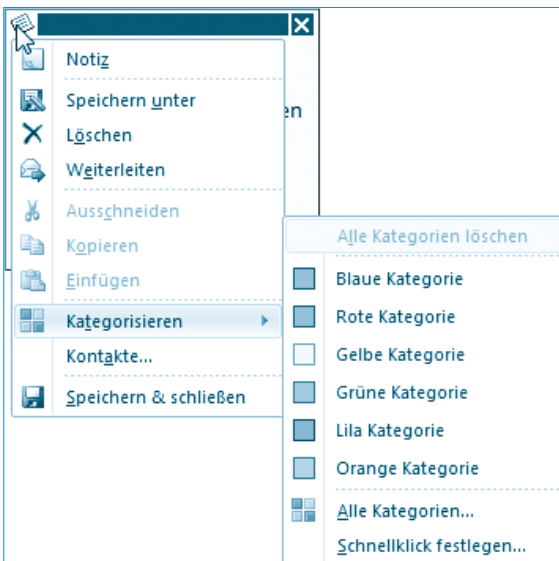 Notiz
Speichern unter
en
Löschen
Weiterleiten
Ausschneiden
Kopieren
Einfügen
Kategorisieren
Kontakte...
Speichern & schließen
Alle Kategorien löschen
Blaue Kategorie
Rote Kategorie
Gelbe Kategorie
Grüne Kategorie
Lila Kategorie
Orange Kategorie
Alle Kategorien...
Schnellklick festlegen...